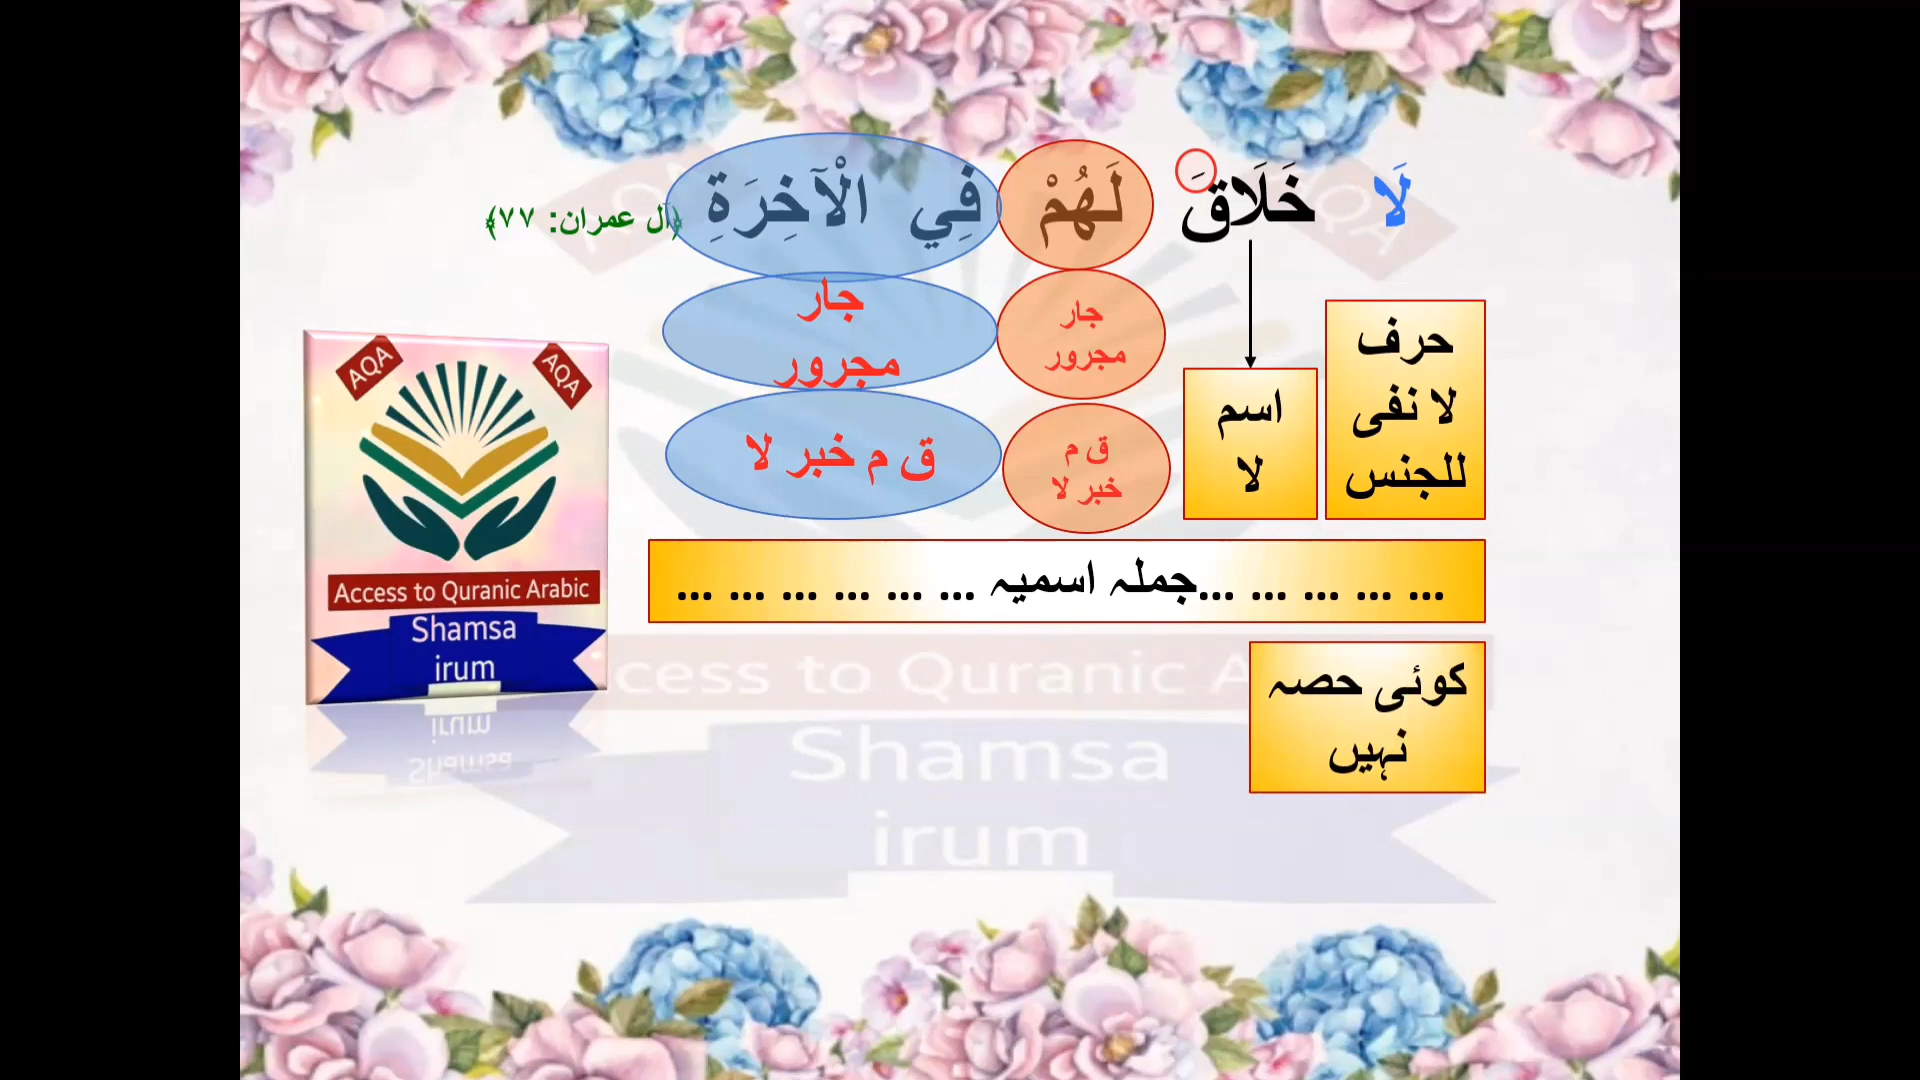 لَا خَلَاقَ لَهُمْ فِي الْآخِرَةِ ﴿آل عمران: ٧٧﴾
حرف
لا نفی
للجنس
اسم
لا
جار
مجرور
ق م
خبر لا
جار
مجرور
ق م خبر لا
... ... ... ... ...جملہ اسمیہ ... ... ... ... ... ...
کوئی حصہ
نہیں
AQA
AQA
Access to Quranic Arabic
Shamsa
irum